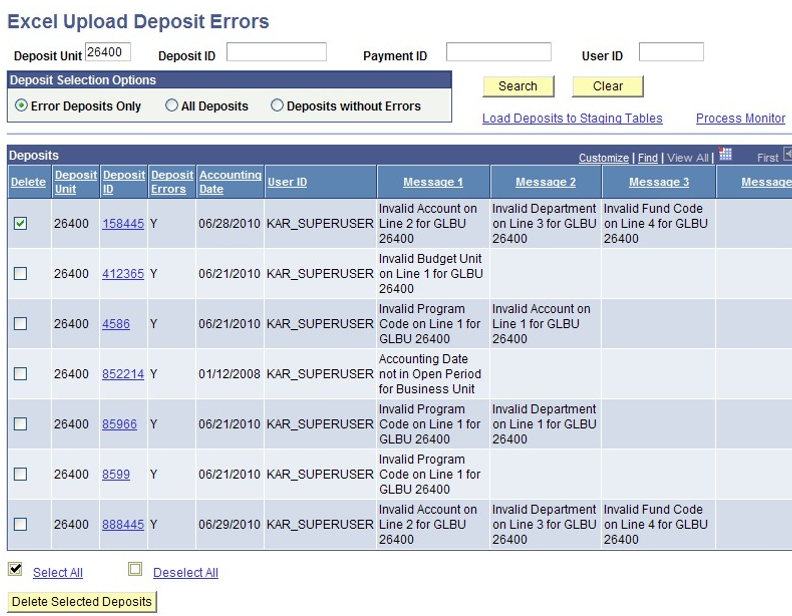 Excel Upload Deposit Errors
Deposit Unit 26400 Deposit ID Payment ID User ID
Deposit Selection Options
Error Deposits Only All Deposits Deposits without Errors
Search Clear
Load Deposits to Staging Tables Process Monitor
Deposits
Customize | Find | View All | First
Delete Deposit Unit Deposit ID Deposit Errors Accounting Date User ID Message 1 Message 2 Message 3 Message
26400 158445 Y 06/28/2010 KAR_SUPERUSER Invalid Account on Line 2 for GLBU 26400 Invalid Department on Line 3 for GLBU 26400 Invalid Fund Code on Line 4 for GLBU 26400
26400 412365 Y 06/21/2010 KAR_SUPERUSER Invalid Budget Unit on Line 1 for GLBU 26400
26400 4586 Y 06/21/2010 KAR_SUPERUSER Invalid Program Code on Line 1 for GLBU 26400 Invalid Account on Line 1 for GLBU 26400
26400 852214 Y 01/12/2008 KAR_SUPERUSER Accounting Date not in Open Period for Business Unit
26400 85966 Y 06/21/2010 KAR_SUPERUSER Invalid Program Code on Line 1 for GLBU 26400 Invalid Department on Line 1 for GLBU 26400
26400 8599 Y 06/21/2010 KAR_SUPERUSER Invalid Program Code on Line 1 for GLBU 26400
26400 888445 Y 06/29/2010 KAR_SUPERUSER Invalid Account on Line 2 for GLBU 26400 Invalid Department on Line 3 for GLBU 26400 Invalid Fund Code on Line 4 for GLBU 26400
Select All Deselect All
Delete Selected Deposits